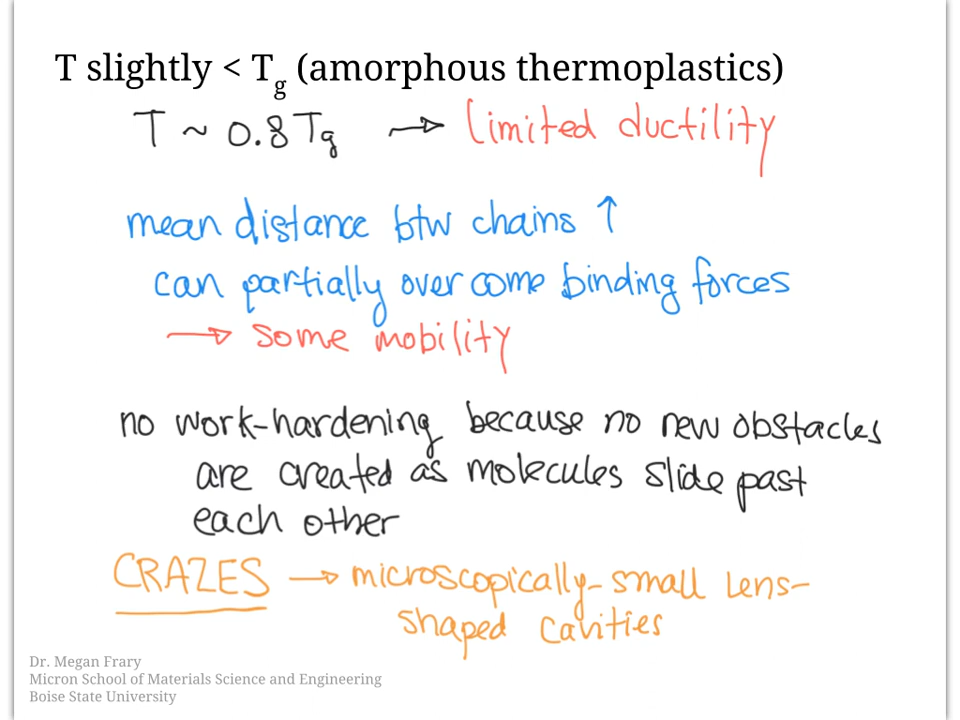 T slightly < Tg (amorphous thermoplastics)
T ~ 0.8 Tg → limited ductility
mean distance btw chains ↑
can partially overcome binding forces
→ some mobility
no work-hardening because no new obstacles
are created as molecules slide past
each other
CRAZES → microscopically-small lens-
shaped cavities
Dr. Megan Frary
Micron School of Materials Science and Engineering
Boise State University